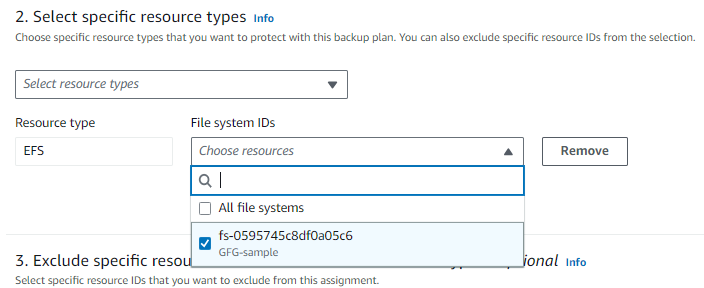 2. Select specific resource types Info
Choose specific resource types that you want to protect with this backup plan. You can also exclude specific resource IDs from the selection.
Select resource types
Resource type File system IDs
EFS Choose resources Remove
All file systems
fs-0595745c8df0a05c6
GFG-sample
3. Exclude specific resou onal Info
Select specific resource IDs that you want to exclude from this assignment.